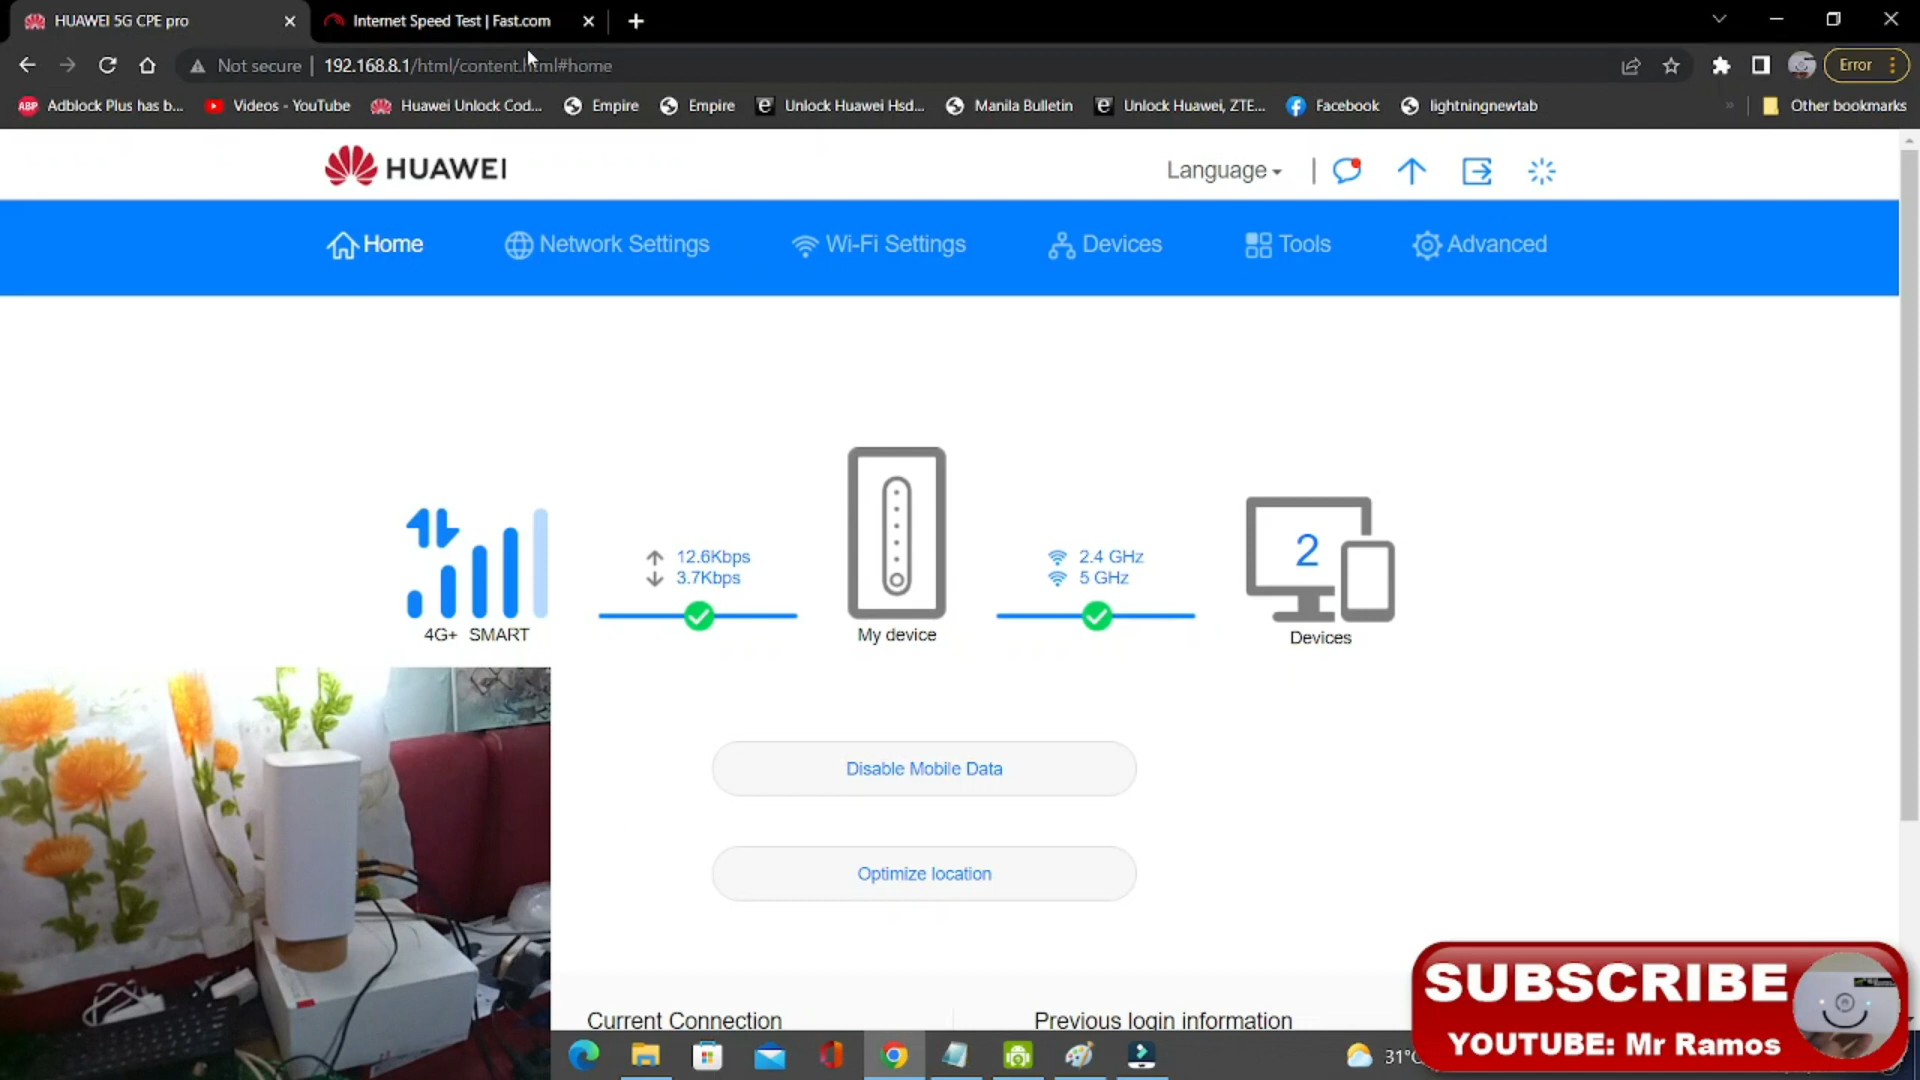 HUAWEI 5G CPE pro
Internet Speed Test | Fast.com
Not secure | 192.168.8.1/html/content.html#home
Error
ABP
Adblock Plus has b...
Videos - YouTube
Huawei Unlock Cod...
Empire
Empire
Unlock Huawei Hsd...
Manila Bulletin
Unlock Huawei, ZTE...
Facebook
lightningnewtab
Other bookmarks
HUAWEI
Language
Home
Network Settings
Wi-Fi Settings
Devices
Tools
Advanced
12.6Kbps
3.7Kbps
2.4 GHz
5 GHz
2
4G+ SMART
My device
Devices
Disable Mobile Data
Optimize location
Current Connection
Previous login information
31°C
SUBSCRIBE
YOUTUBE: Mr Ramos